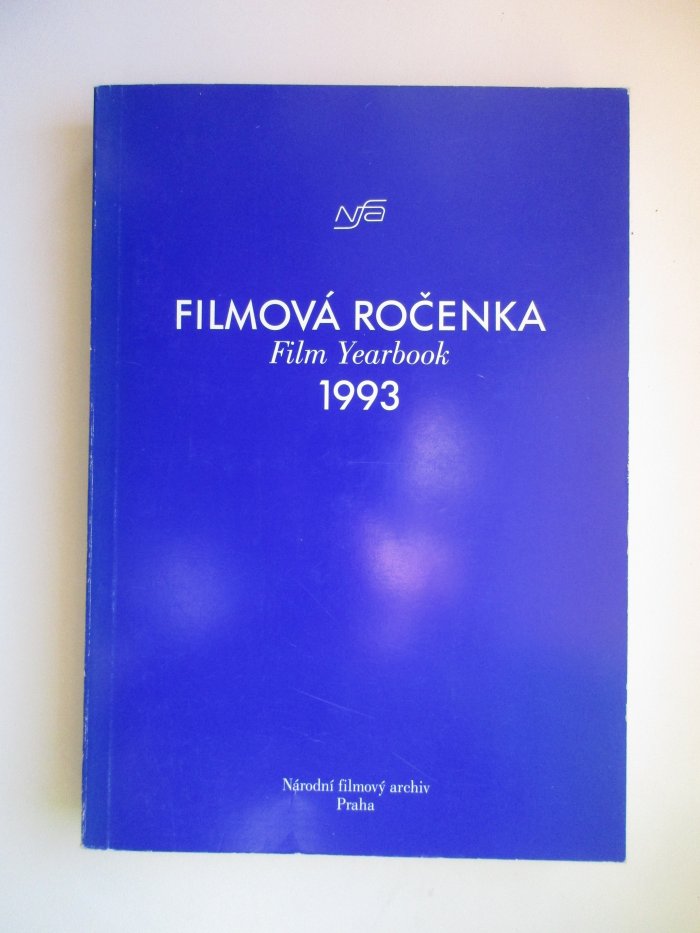 Nfa
FILMOVÁ ROČENKA
Film Yearbook
1993
Národní filmový archiv
Praha